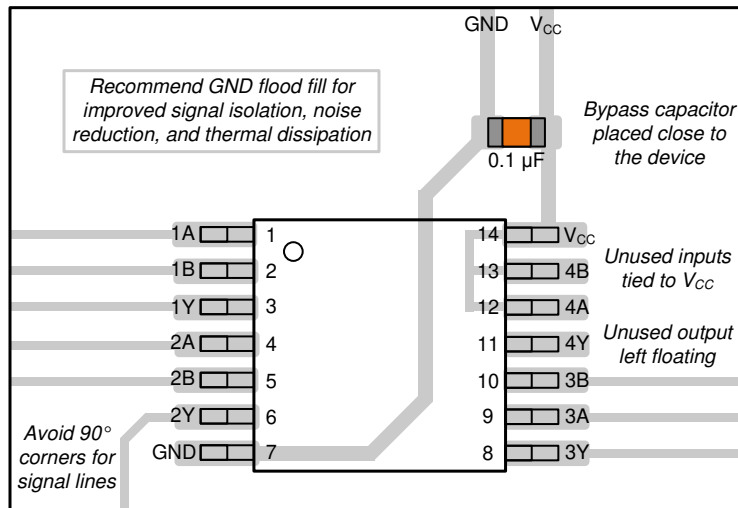 GND V_CC
Recommend GND flood fill for
improved signal isolation, noise
reduction, and thermal dissipation
Bypass capacitor
placed close to
the device
0.1 µF
1A 1 14 V_CC
1B 2 13 4B
1Y 3 12 4A
2A 4 11 4Y
2B 5 10 3B
2Y 6 9 3A
GND 7 8 3Y
Unused inputs
tied to V_CC
Unused output
left floating
Avoid 90°
corners for
signal lines